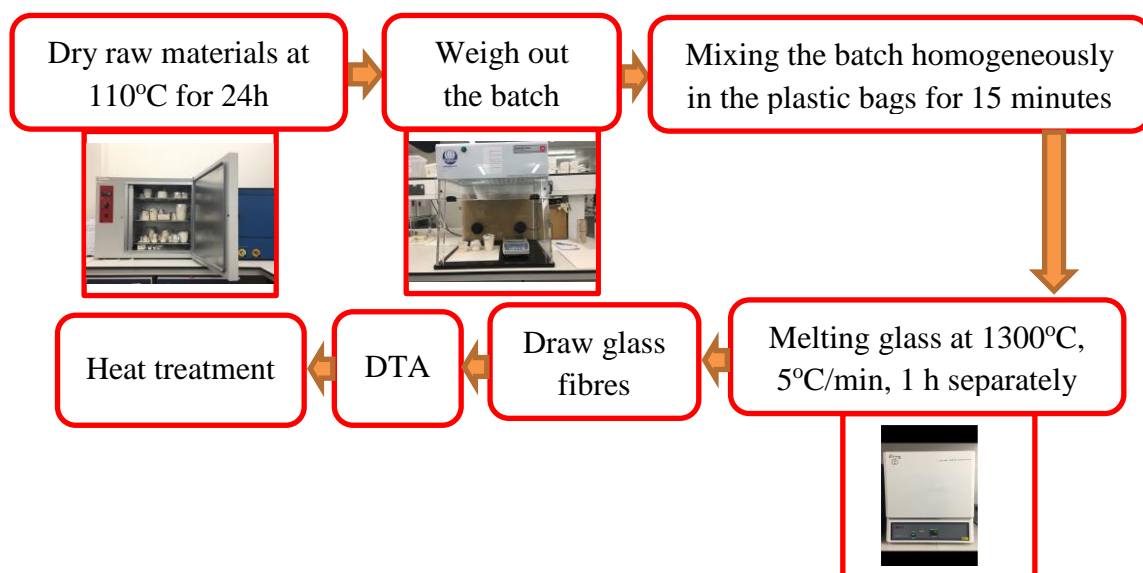 Dry raw materials at
110ºC for 24h
Weigh out
the batch
Mixing the batch homogeneously
in the plastic bags for 15 minutes
Melting glass at 1300ºC,
5ºC/min, 1 h separately
Draw glass
fibres
DTA
Heat treatment